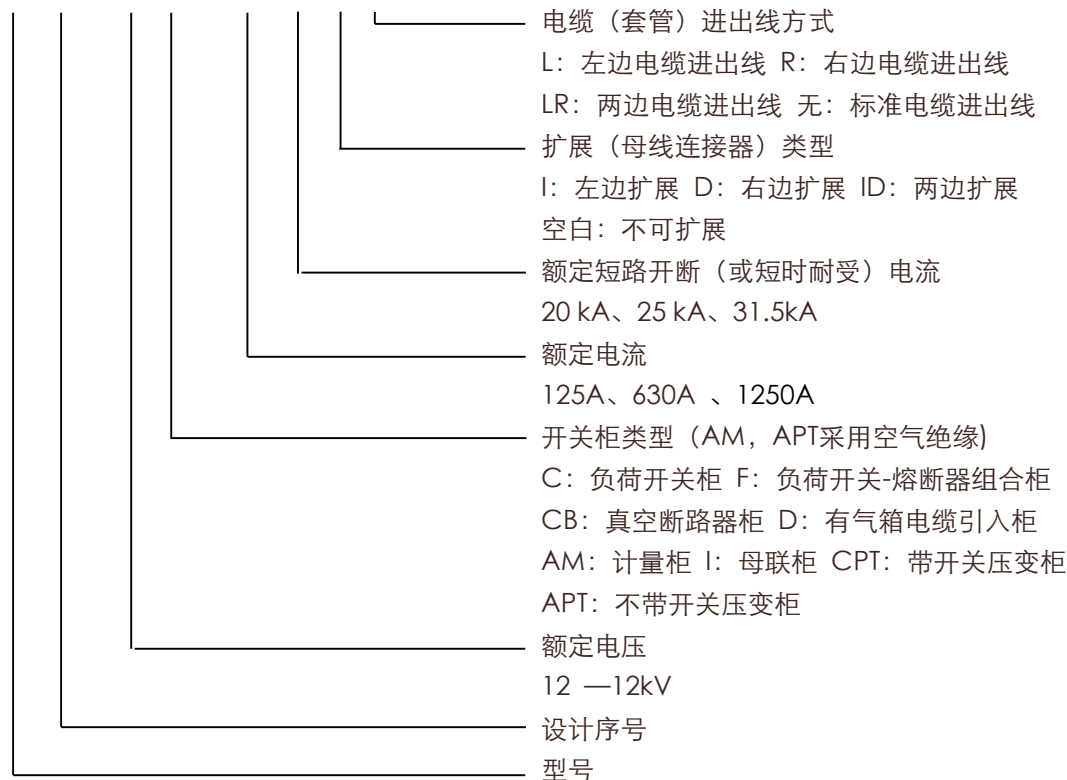 电缆（套管）进出线方式
L：左边电缆进出线 R：右边电缆进出线
LR：两边电缆进出线 无：标准电缆进出线
扩展（母线连接器）类型
I：左边扩展 D：右边扩展 ID：两边扩展
空白：不可扩展
额定短路开断（或短时耐受）电流
20 kA、25 kA、31.5kA
额定电流
125A、630A 、1250A
开关柜类型（AM，APT采用空气绝缘)
C：负荷开关柜 F：负荷开关-熔断器组合柜
CB：真空断路器柜 D：有气箱电缆引入柜
AM：计量柜 I：母联柜 CPT：带开关压变柜
APT：不带开关压变柜
额定电压
12 —12kV
设计序号
型号